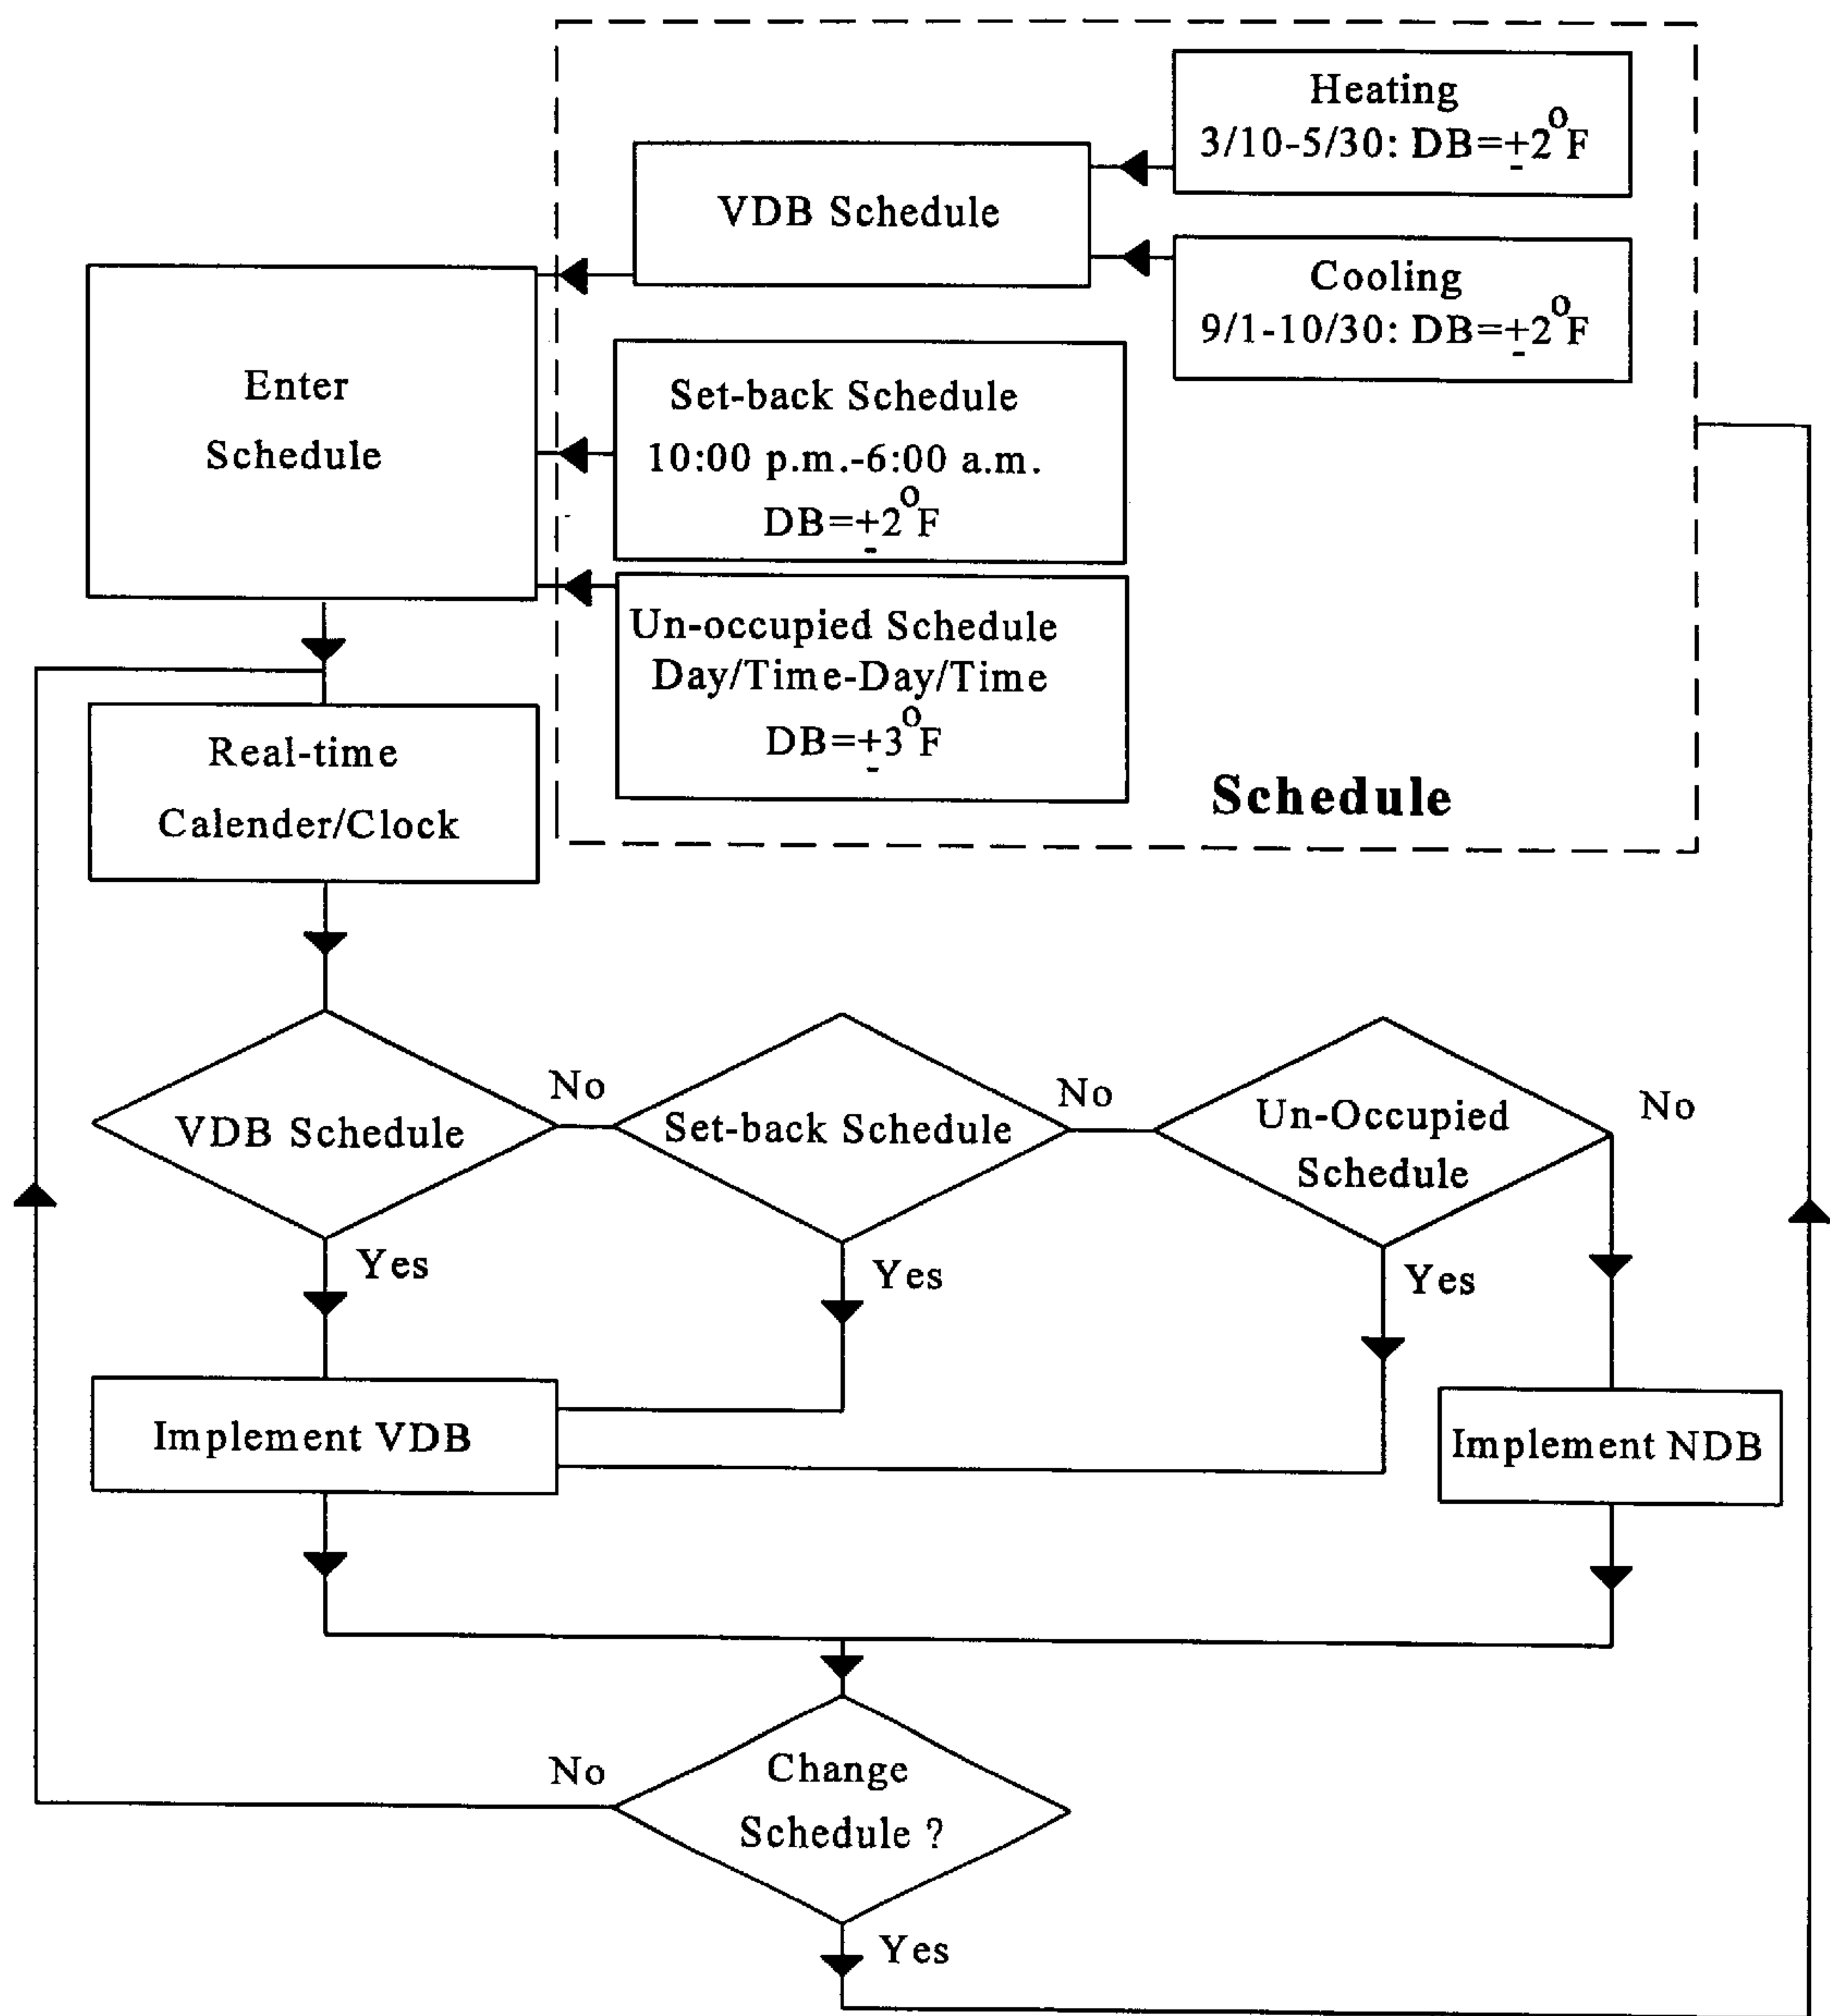 Heating
3/10-5/30: DB=±2°F
VDB Schedule
Cooling
9/1-10/30: DB=±2°F
Enter
Schedule
Set-back Schedule
10:00 p.m.-6:00 a.m.
DB=±2°F
Un-occupied Schedule
Day/Time-Day/Time
DB=±3°F
Schedule
Real-time
Calender/Clock
VDB Schedule
No
Set-back Schedule
No
Un-Occupied
Schedule
No
Yes
Yes
Yes
Implement VDB
Implement NDB
Change
Schedule ?
No
Yes